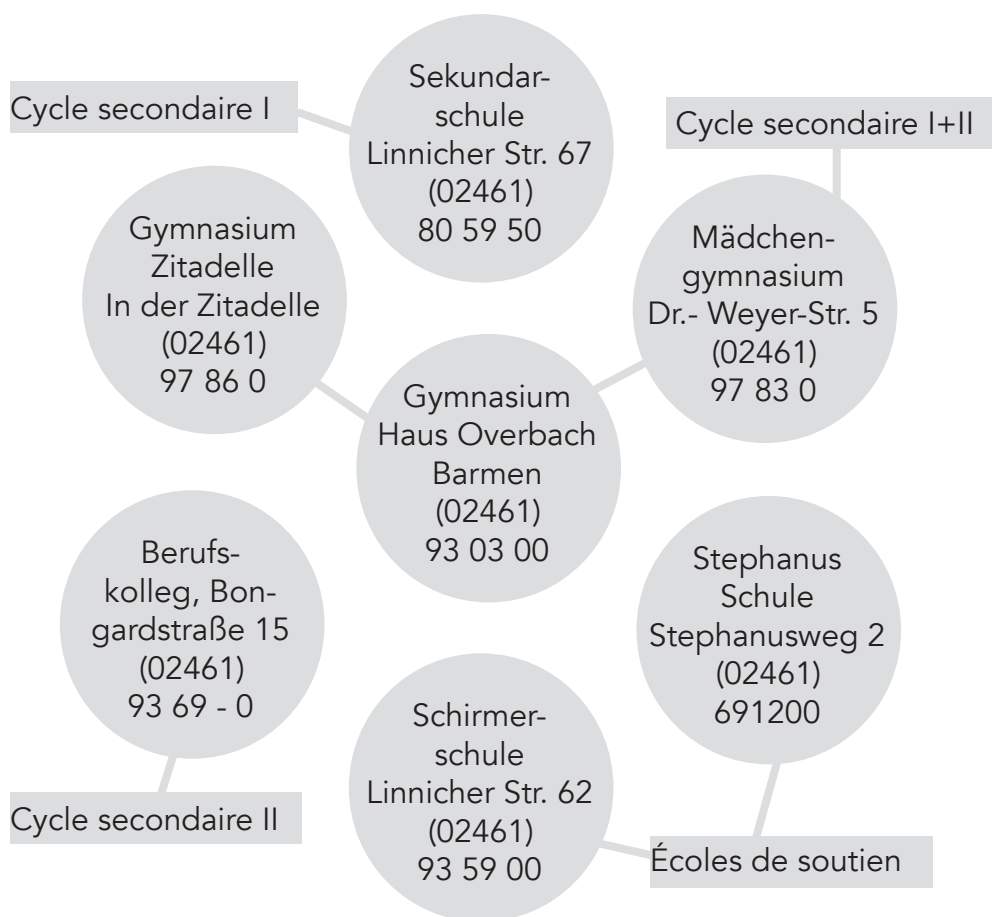 Cycle secondaire I
Sekundar-
schule
Linnicher Str. 67
(02461)
80 59 50
Cycle secondaire I+II
Gymnasium
Zitadelle
In der Zitadelle
(02461)
97 86 0
Mädchen-
gymnasium
Dr.- Weyer-Str. 5
(02461)
97 83 0
Gymnasium
Haus Overbach
Barmen
(02461)
93 03 00
Berufs-
kolleg, Bon-
gardstraße 15
(02461)
93 69 - 0
Stephanus
Schule
Stephanusweg 2
(02461)
691200
Schirmer-
schule
Linnicher Str. 62
(02461)
93 59 00
Cycle secondaire II
Écoles de soutien